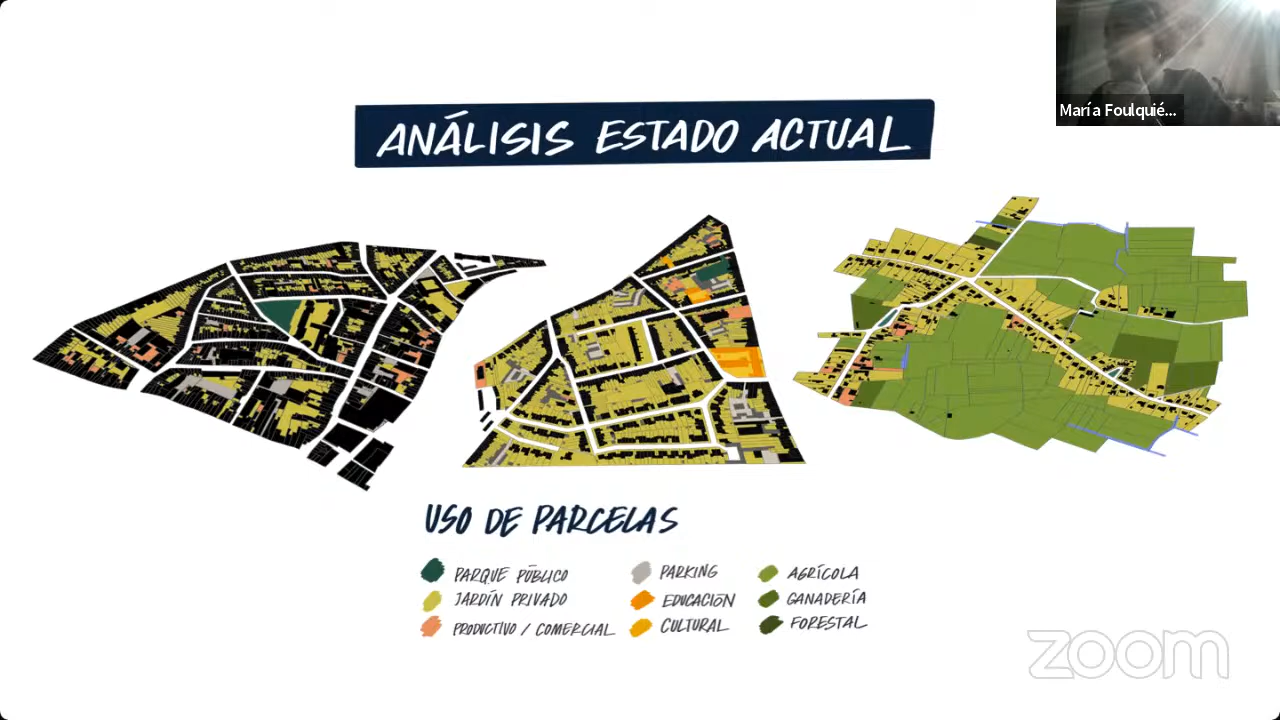 María Foulquié...
ANÁLISIS ESTADO ACTUAL
USO DE PARCELAS
PARQUE PÚBLICO
JARDÍN PRIVADO
PRODUCTIVO / COMERCIAL
PARKING
EDUCACIÓN
CULTURAL
AGRÍCOLA
GANADERÍA
FORESTAL
zoom